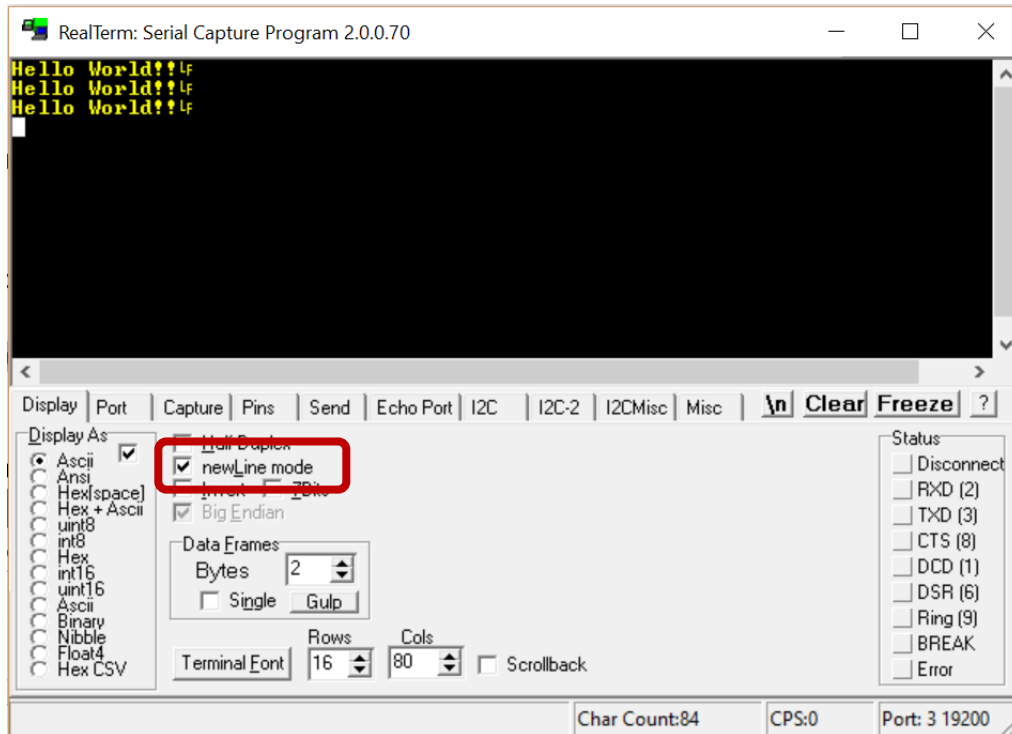 RealTerm: Serial Capture Program 2.0.0.70
Hello World!!LF
Hello World!!LF
Hello World!!LF
Display Port Capture Pins Send Echo Port I2C I2C-2 I2CMisc Misc \n Clear Freeze ?
Display As
Ascii
Ansi
Hex[space]
Hex + Ascii
uint8
int8
Hex
int16
uint16
Ascii
Binary
Nibble
Float4
Hex CSV
Half Duplex
newLine mode
Invert 7Bits
Big Endian
Data Frames
Bytes 2
Single Gulp
Rows Cols
Terminal Font 16 80 Scrollback
Status
Disconnect
RXD (2)
TXD (3)
CTS (8)
DCD (1)
DSR (6)
Ring (9)
BREAK
Error
Char Count:84 CPS:0 Port: 3 19200